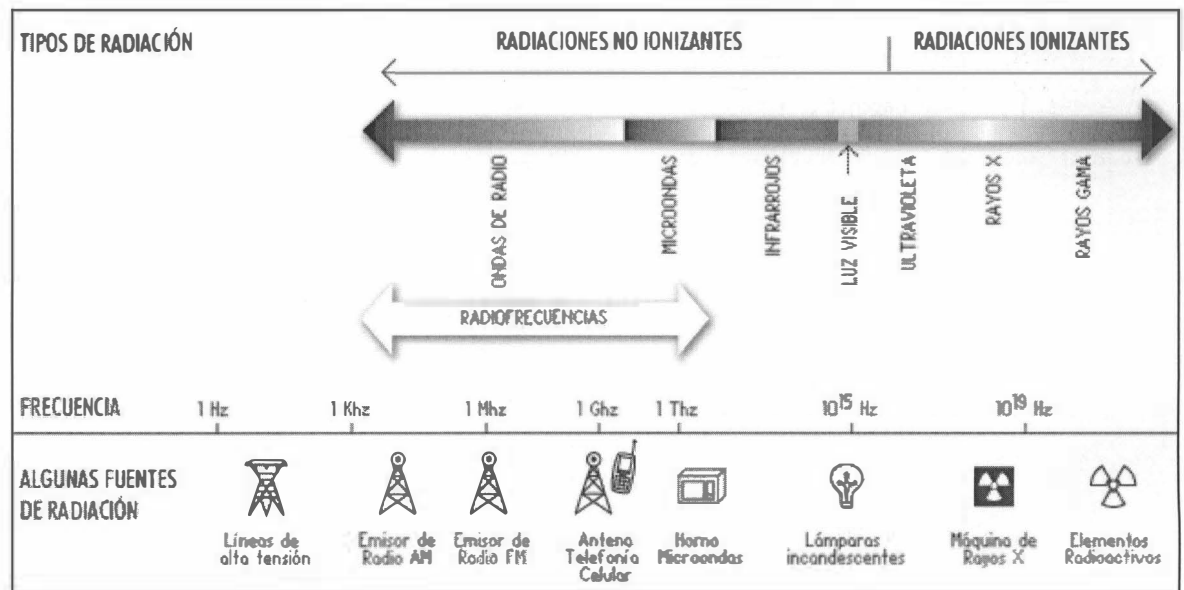 TIPOS DE RADIACIÓN
RADIACIONES NO IONIZANTES
RADIACIONES IONIZANTES
ONDAS DE RADIO
MICROONDAS
INFRARROJOS
LUZ VISIBLE
ULTRAVIOLETA
RAYOS X
RAYOS GAMA
RADIOFRECUENCIAS
FRECUENCIA
1 Hz
1 Khz
1 Mhz
1 Ghz
1 Thz
10¹⁵ Hz
10¹⁹ Hz
ALGUNAS FUENTES
DE RADIACIÓN
Líneas de
alta tensión
Emisor de
Radio AM
Emisor de
Radio FM
Antena
Telefonía
Celular
Horno
Microondas
Lámparas
incandescentes
Máquina de
Rayos X
Elementos
Radioactivos